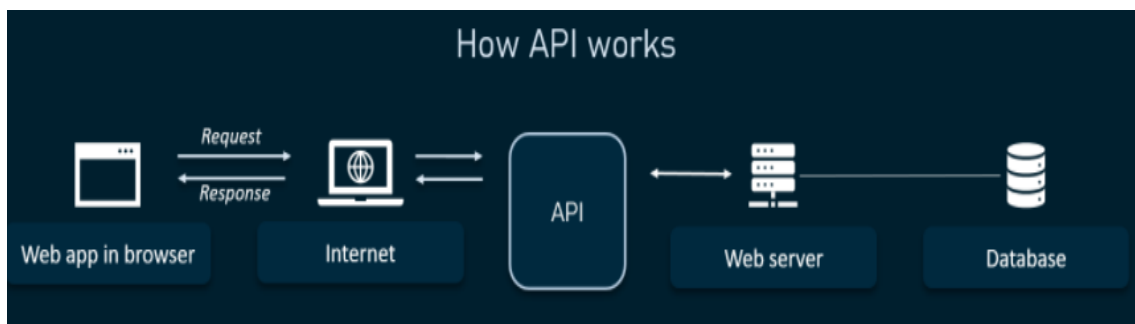 How API works
Request
Response
API
Web app in browser
Internet
Web server
Database